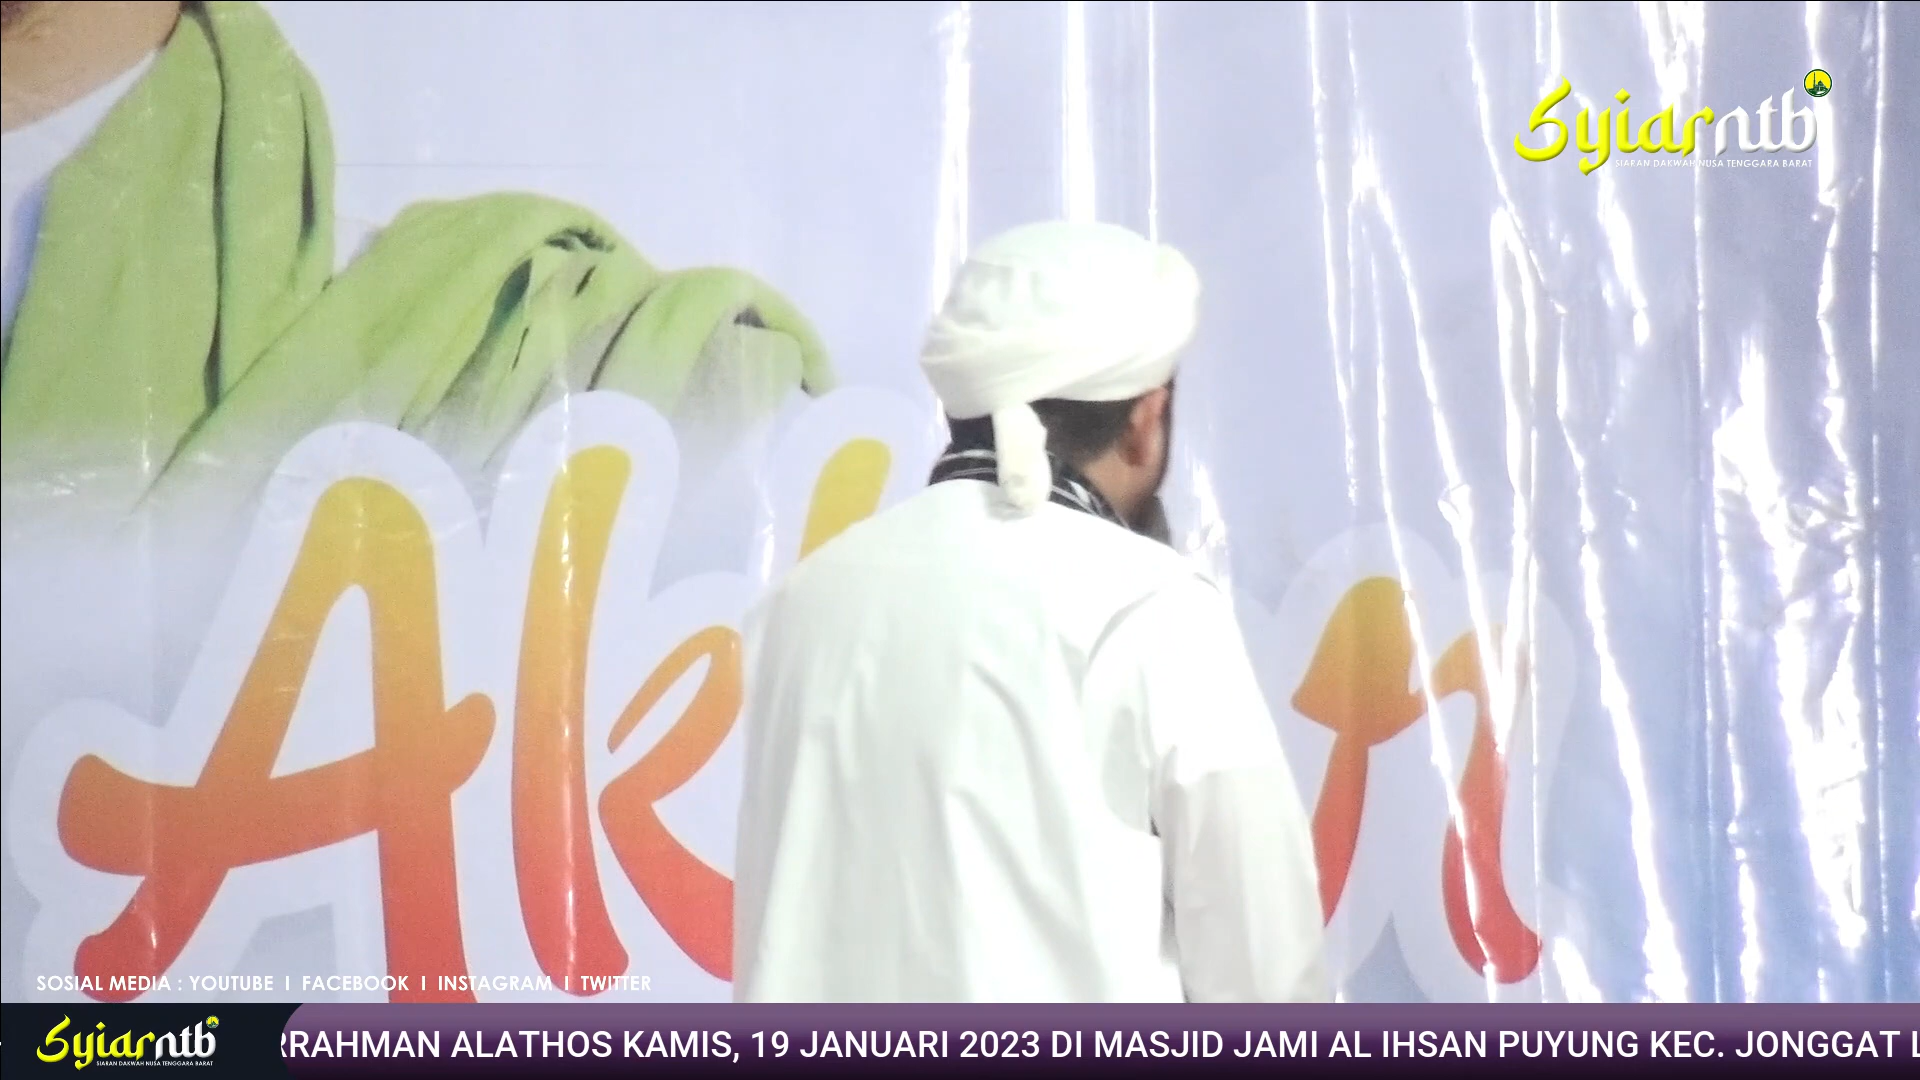 Syiarntb
SIARAN DAKWAH NUSA TENGGARA BARAT
SOSIAL MEDIA : YOUTUBE I FACEBOOK I INSTAGRAM I TWITTER
Syiarntb
SIARAN DAKWAH NUSA TENGGARA BARAT
RRAHMAN ALATHOS KAMIS, 19 JANUARI 2023 DI MASJID JAMI AL IHSAN PUYUNG KEC. JONGGAT L